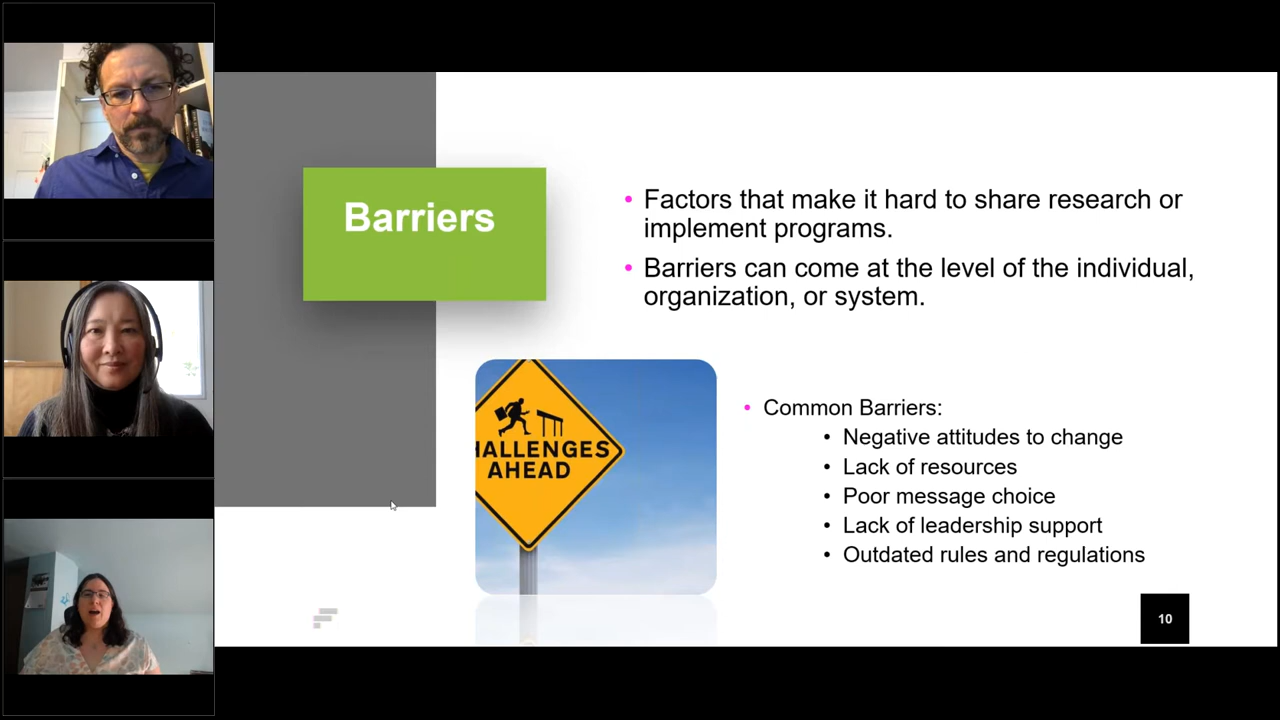 Barriers
• Factors that make it hard to share research or
implement programs.
• Barriers can come at the level of the individual,
organization, or system.
HALLENGES
AHEAD
• Common Barriers:
• Negative attitudes to change
• Lack of resources
• Poor message choice
• Lack of leadership support
• Outdated rules and regulations
10